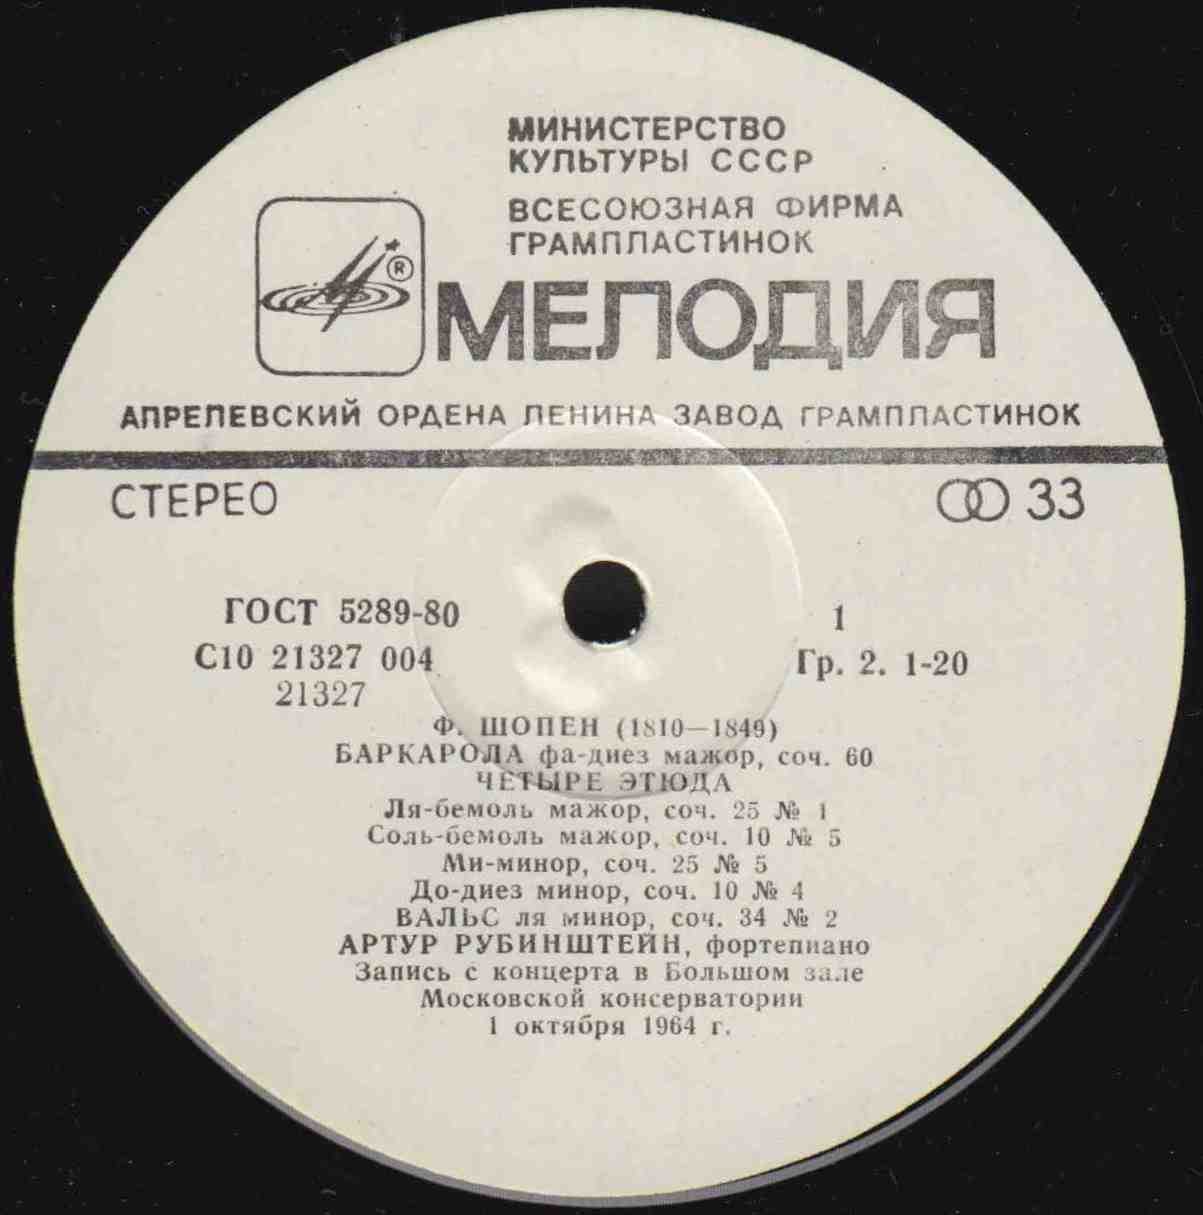 МИНИСТЕРСТВО
КУЛЬТУРЫ СССР
ВСЕСОЮЗНАЯ ФИРМА
ГРАМПЛАСТИНОК
®
МЕЛОДИЯ
АПРЕЛЕВСКИЙ ОРДЕНА ЛЕНИНА ЗАВОД ГРАМПЛАСТИНОК
СТЕРЕО 33
ГОСТ 5289-80 1
С10 21327 004 Гр. 2. 1-20
21327
Ф. ШОПЕН (1810—1849)
БАРКАРОЛА фа-диез мажор, соч. 60
ЧЕТЫРЕ ЭТЮДА
Ля-бемоль мажор, соч. 25 № 1
Соль-бемоль мажор, соч. 10 № 5
Ми-минор, соч. 25 № 5
До-диез минор, соч. 10 № 4
ВАЛЬС ля минор, соч. 34 № 2
АРТУР РУБИНШТЕЙН, фортепиано
Запись с концерта в Большом зале
Московской консерватории
1 октября 1964 г.